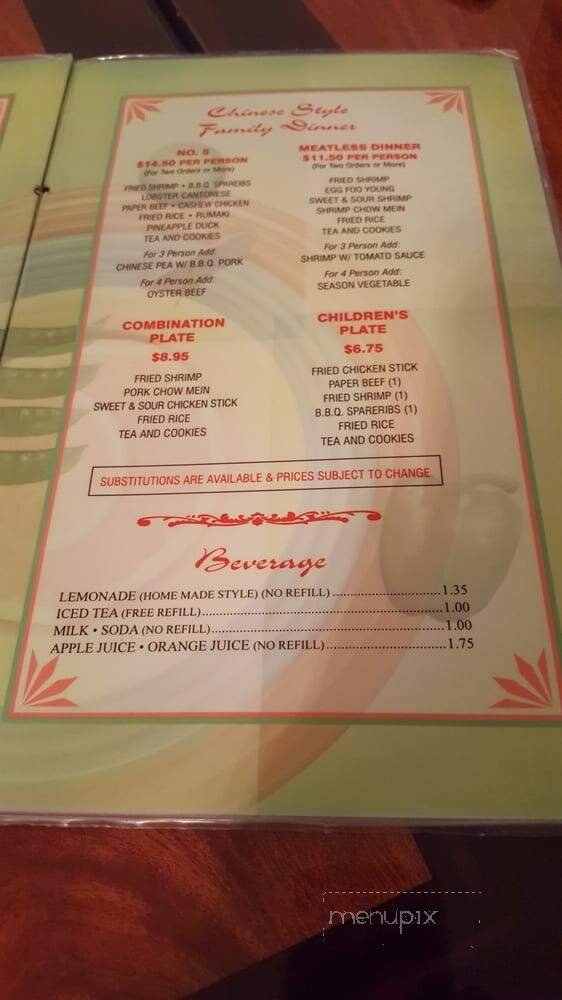 Chinese Style
Family Dinner
NO. 8
$14.50 PER PERSON
(For Two Orders or More)
FRIED SHRIMP • B.B.Q. SPARERIBS
LOBSTER CANTONESE
PAPER BEEF • CASHEW CHICKEN
FRIED RICE • RUMAKI
PINEAPPLE DUCK
TEA AND COOKIES
For 3 Person Add:
CHINESE PEA W/ B.B.Q. PORK
For 4 Person Add:
OYSTER BEEF
MEATLESS DINNER
$11.50 PER PERSON
(For Two Orders or More)
FRIED SHRIMP
EGG FOO YOUNG
SWEET & SOUR SHRIMP
SHRIMP CHOW MEIN
FRIED RICE
TEA AND COOKIES
For 3 Person Add:
SHRIMP W/ TOMATO SAUCE
For 4 Person Add:
SEASON VEGETABLE
COMBINATION
PLATE
$8.95
FRIED SHRIMP
PORK CHOW MEIN
SWEET & SOUR CHICKEN STICK
FRIED RICE
TEA AND COOKIES
CHILDREN'S
PLATE
$6.75
FRIED CHICKEN STICK
PAPER BEEF (1)
FRIED SHRIMP (1)
B.B.Q. SPARERIBS (1)
FRIED RICE
TEA AND COOKIES
SUBSTITUTIONS ARE AVAILABLE & PRICES SUBJECT TO CHANGE
Beverage
LEMONADE (HOME MADE STYLE) (NO REFILL) ..........................1.35
ICED TEA (FREE REFILL)..........................................................1.00
MILK • SODA (NO REFILL)........................................................1.00
APPLE JUICE • ORANGE JUICE (NO REFILL).............................1.75
menupix